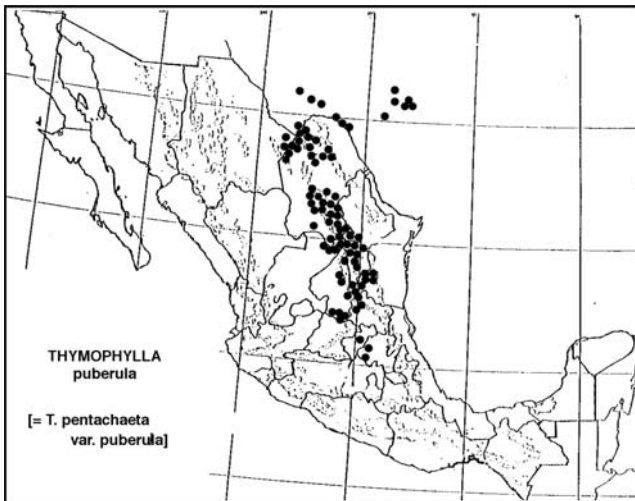 THYMOPHYLLA
puberula
[= T. pentachaeta
var. puberula]